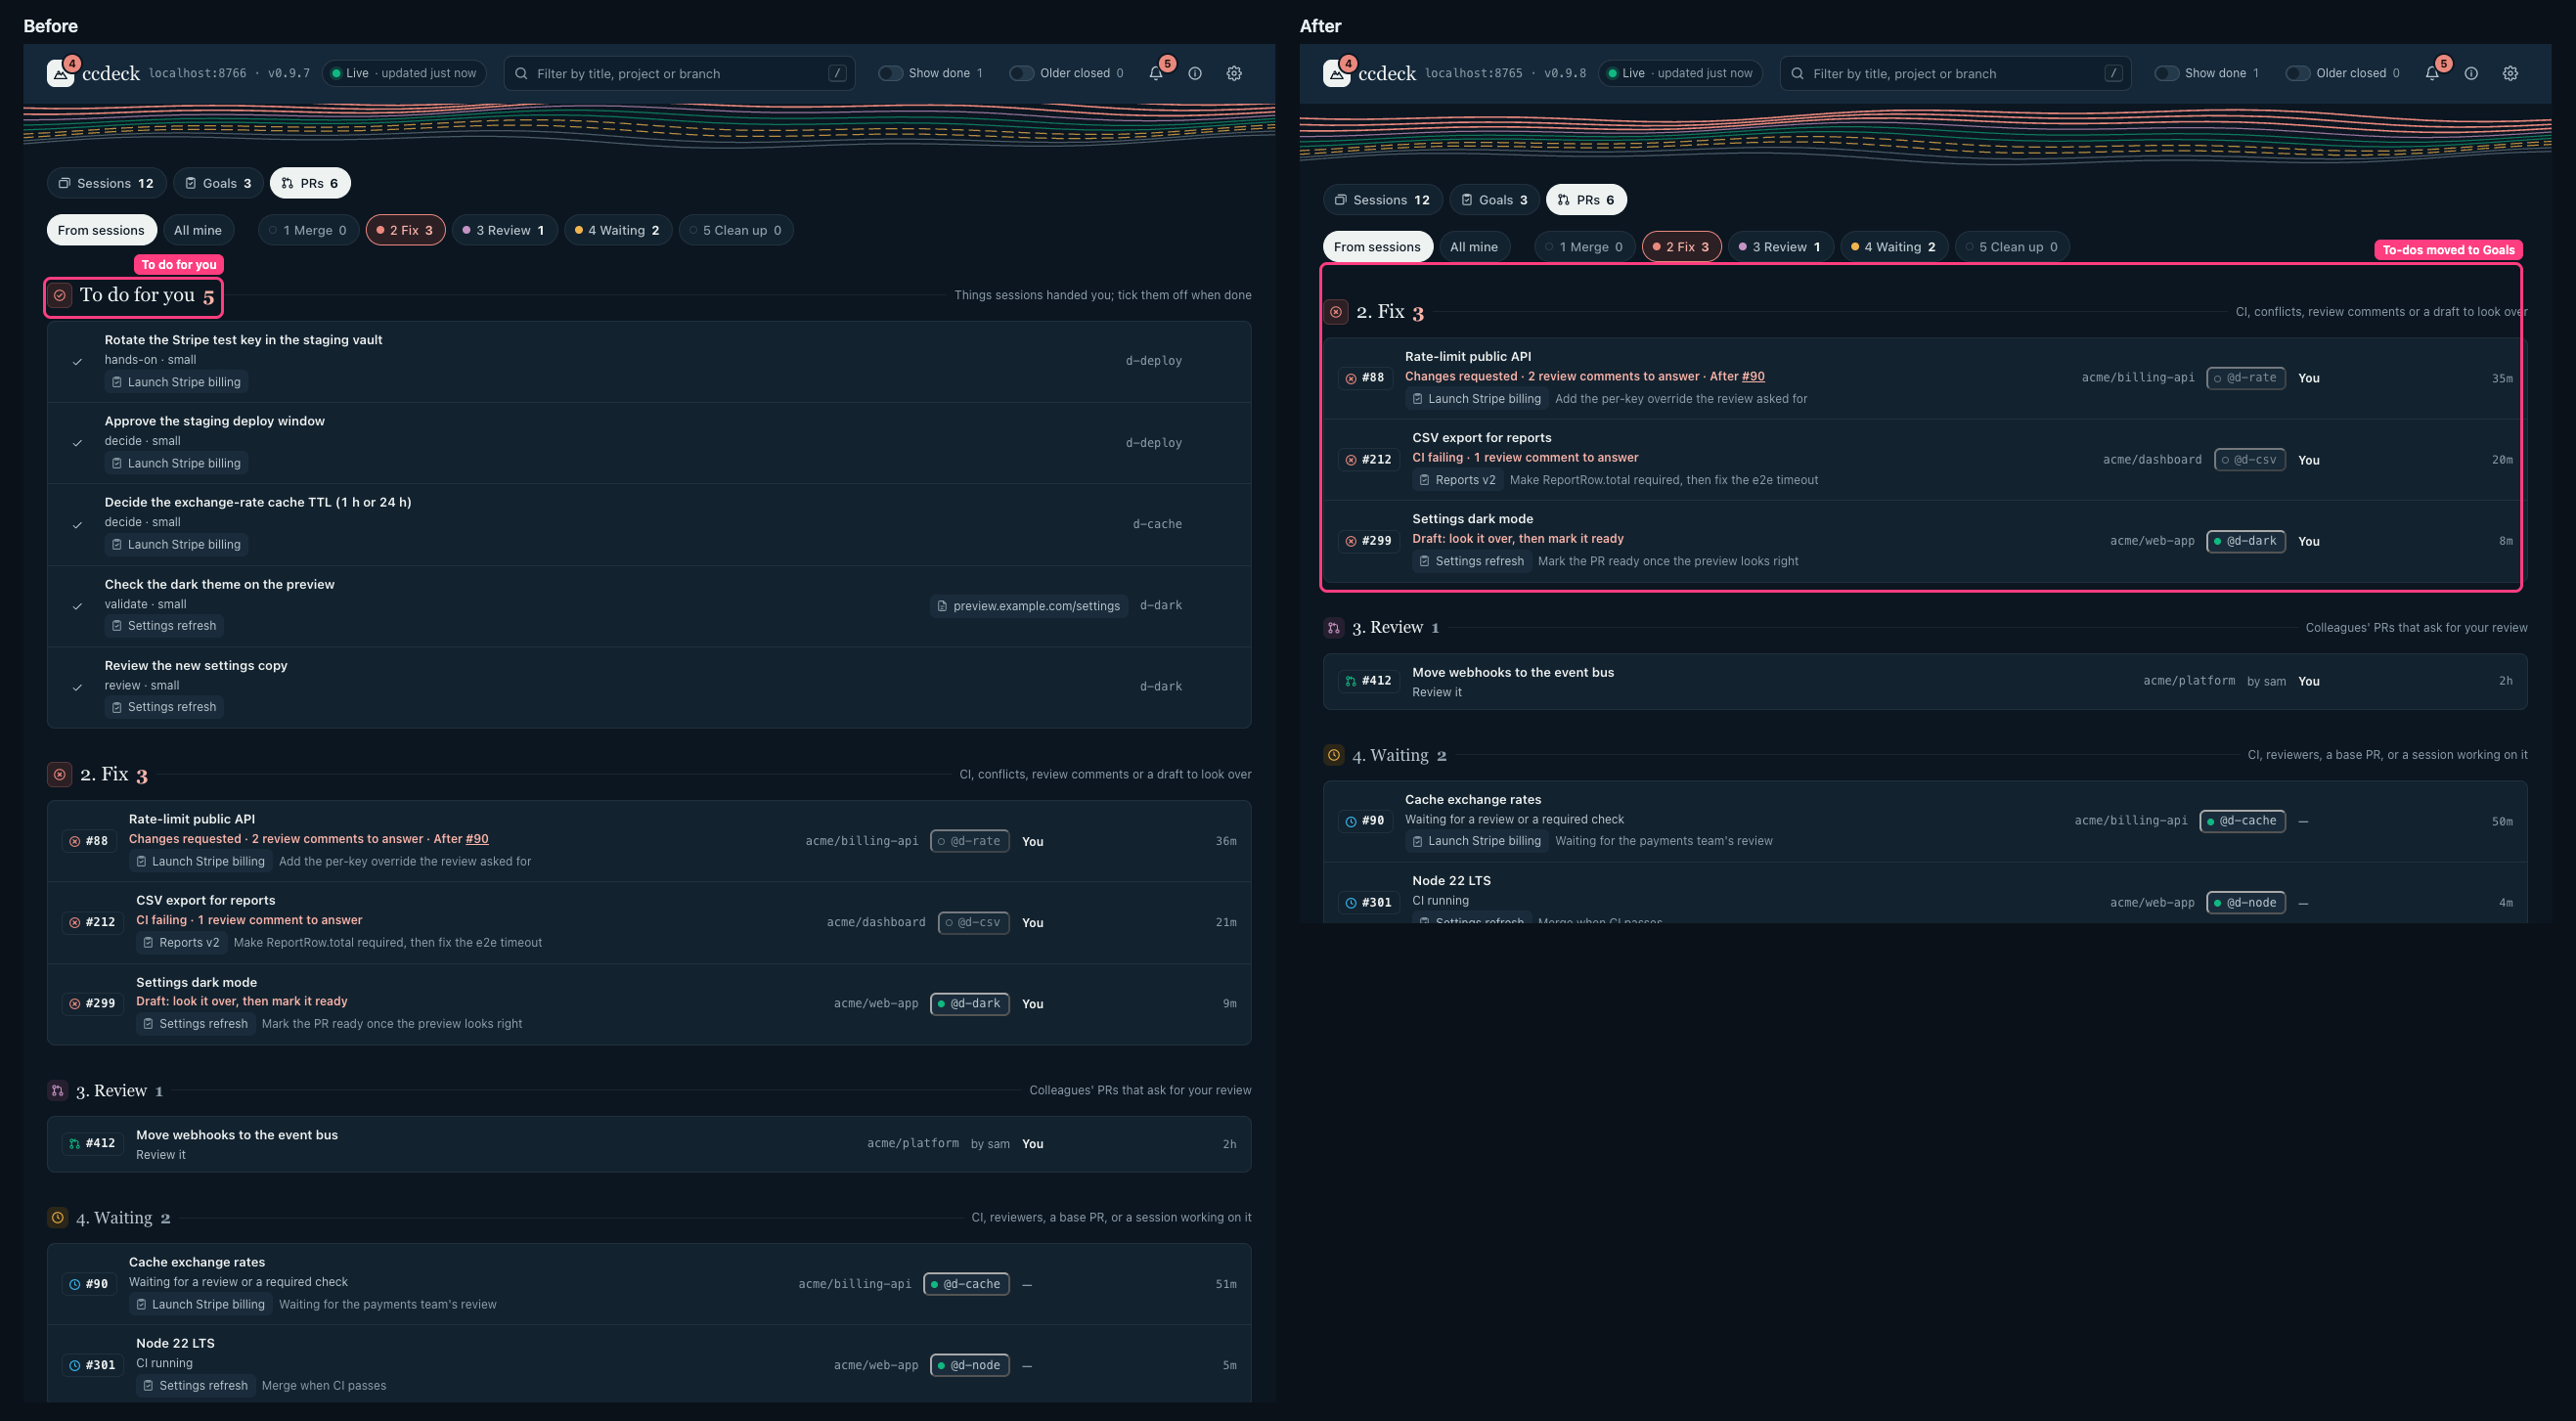 Before
4
ccdeck localhost:8766 · v0.9.7 Live · updated just now Filter by title, project or branch / Show done 1 Older closed 0 5
Sessions 12 Goals 3 PRs 6
From sessions All mine 1 Merge 0 2 Fix 3 3 Review 1 4 Waiting 2 5 Clean up 0
To do for you
To do for you 5 Things sessions handed you; tick them off when done
Rotate the Stripe test key in the staging vault
hands-on · small d-deploy
Launch Stripe billing
Approve the staging deploy window
decide · small d-deploy
Launch Stripe billing
Decide the exchange-rate cache TTL (1 h or 24 h)
decide · small d-cache
Launch Stripe billing
Check the dark theme on the preview
validate · small preview.example.com/settings d-dark
Settings refresh
Review the new settings copy
review · small d-dark
Settings refresh
2. Fix 3 CI, conflicts, review comments or a draft to look over
Rate-limit public API
#88 Changes requested · 2 review comments to answer · After #90 acme/billing-api @d-rate You 36m
Launch Stripe billing Add the per-key override the review asked for
CSV export for reports
#212 CI failing · 1 review comment to answer acme/dashboard @d-csv You 21m
Reports v2 Make ReportRow.total required, then fix the e2e timeout
Settings dark mode
#299 Draft: look it over, then mark it ready acme/web-app @d-dark You 9m
Settings refresh Mark the PR ready once the preview looks right
3. Review 1 Colleagues' PRs that ask for your review
#412 Move webhooks to the event bus acme/platform by sam You 2h
Review it
4. Waiting 2 CI, reviewers, a base PR, or a session working on it
Cache exchange rates
#90 Waiting for a review or a required check acme/billing-api @d-cache — 51m
Launch Stripe billing Waiting for the payments team's review
Node 22 LTS
#301 CI running acme/web-app @d-node — 5m
Settings refresh Merge when CI passes
After
4
ccdeck localhost:8765 · v0.9.8 Live · updated just now Filter by title, project or branch / Show done 1 Older closed 0 5
Sessions 12 Goals 3 PRs 6
From sessions All mine 1 Merge 0 2 Fix 3 3 Review 1 4 Waiting 2 5 Clean up 0
To-dos moved to Goals
2. Fix 3 CI, conflicts, review comments or a draft to look over
Rate-limit public API
#88 Changes requested · 2 review comments to answer · After #90 acme/billing-api @d-rate You 35m
Launch Stripe billing Add the per-key override the review asked for
CSV export for reports
#212 CI failing · 1 review comment to answer acme/dashboard @d-csv You 20m
Reports v2 Make ReportRow.total required, then fix the e2e timeout
Settings dark mode
#299 Draft: look it over, then mark it ready acme/web-app @d-dark You 8m
Settings refresh Mark the PR ready once the preview looks right
3. Review 1 Colleagues' PRs that ask for your review
#412 Move webhooks to the event bus acme/platform by sam You 2h
Review it
4. Waiting 2 CI, reviewers, a base PR, or a session working on it
Cache exchange rates
#90 Waiting for a review or a required check acme/billing-api @d-cache — 50m
Launch Stripe billing Waiting for the payments team's review
Node 22 LTS
#301 CI running acme/web-app @d-node — 4m
Settings refresh Merge when CI passes